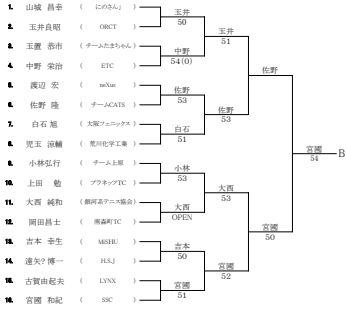 1. 山城 昌幸 ( にのさん」 )
2. 玉井良昭 ( ORCT )
3. 玉置 恭市 ( チームたまちゃん )
4. 中野 栄治 ( ETC )
5. 渡辺 宏 ( neXus )
6. 佐野 隆 ( チームCATS )
7. 白石 旭 ( 大阪フェニックス )
8. 児玉 涼輔 ( 荒川化学工業 )
9. 小林弘行 ( チーム上原 )
10. 上田 勉 ( プラネッツTC )
11. 大西 純和 ( 銀河系テニス協会 )
12. 岡田昌士 ( 南森町TC )
13. 吉本 幸生 ( MiSHU )
14. 遠矢? 博一 ( H.S.J )
15. 古賀由起夫 ( LYNX )
16. 宮國 和紀 ( SSC )
玉井
50
中野
54(0)
佐野
53
白石
51
小林
53
大西
OPEN
吉本
50
宮國
51
玉井
51
佐野
53
大西
53
宮國
52
佐野
宮國
50
宮國
54
B